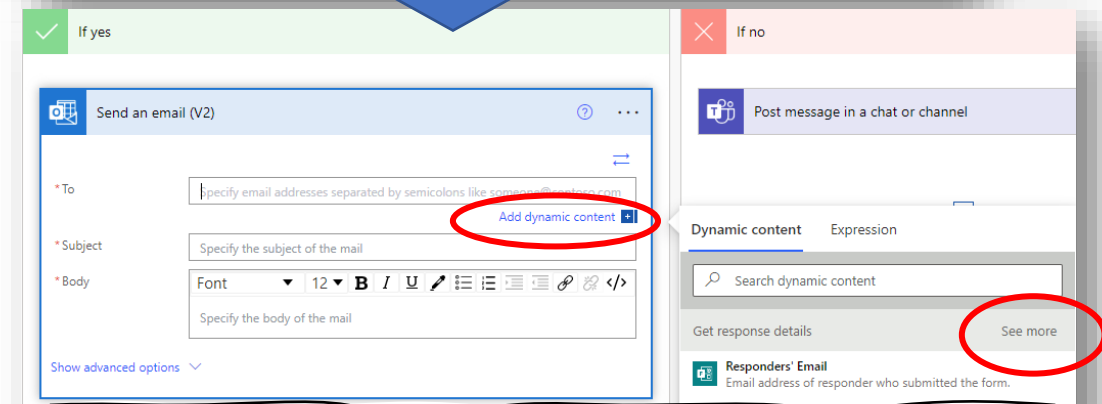 If yes
If no
Send an email (V2)
Post message in a chat or channel
*To
Specify email addresses separated by semicolons like someone@contoso.com
Add dynamic content
*Subject
Specify the subject of the mail
*Body
Font
12
B I U </>
Specify the body of the mail
Show advanced options
Dynamic content
Expression
Search dynamic content
Get response details
See more
Responders' Email
Email address of responder who submitted the form.